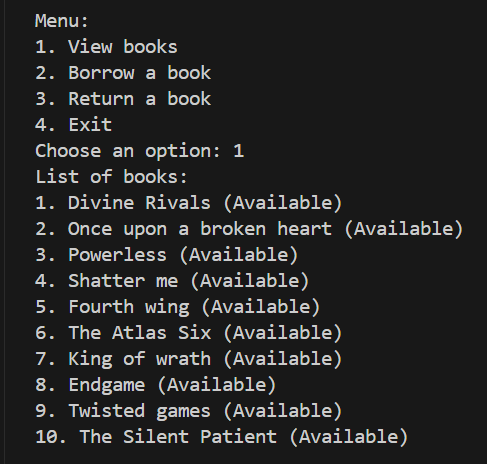 Menu:
1. View books
2. Borrow a book
3. Return a book
4. Exit
Choose an option: 1
List of books:
1. Divine Rivals (Available)
2. Once upon a broken heart (Available)
3. Powerless (Available)
4. Shatter me (Available)
5. Fourth wing (Available)
6. The Atlas Six (Available)
7. King of wrath (Available)
8. Endgame (Available)
9. Twisted games (Available)
10. The Silent Patient (Available)